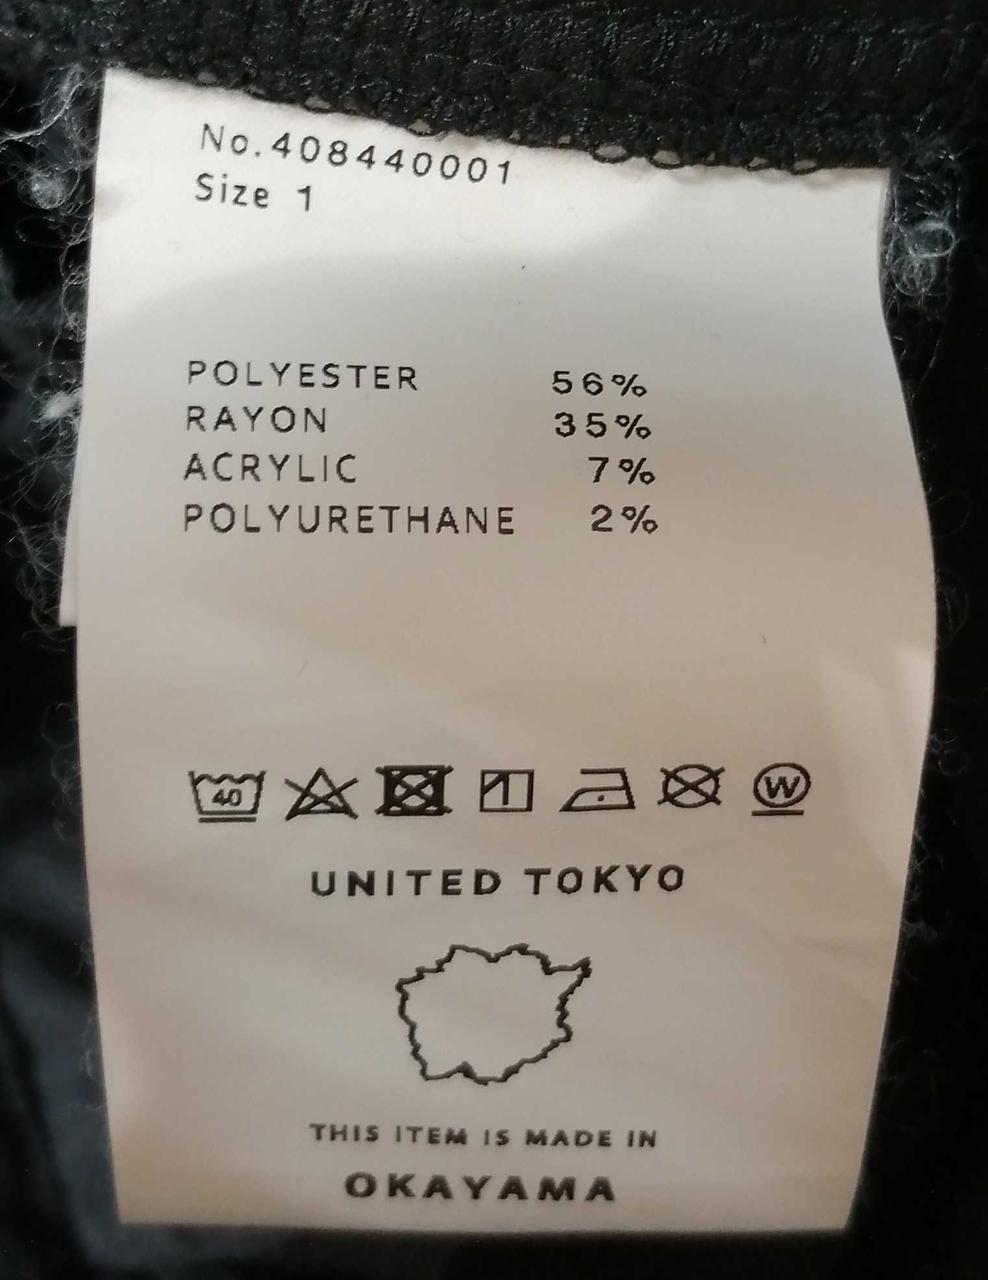 No.408440001
Size 1
POLYESTER 56%
RAYON 35%
ACRYLIC 7%
POLYURETHANE 2%
40 W
UNITED TOKYO
THIS ITEM IS MADE IN
OKAYAMA